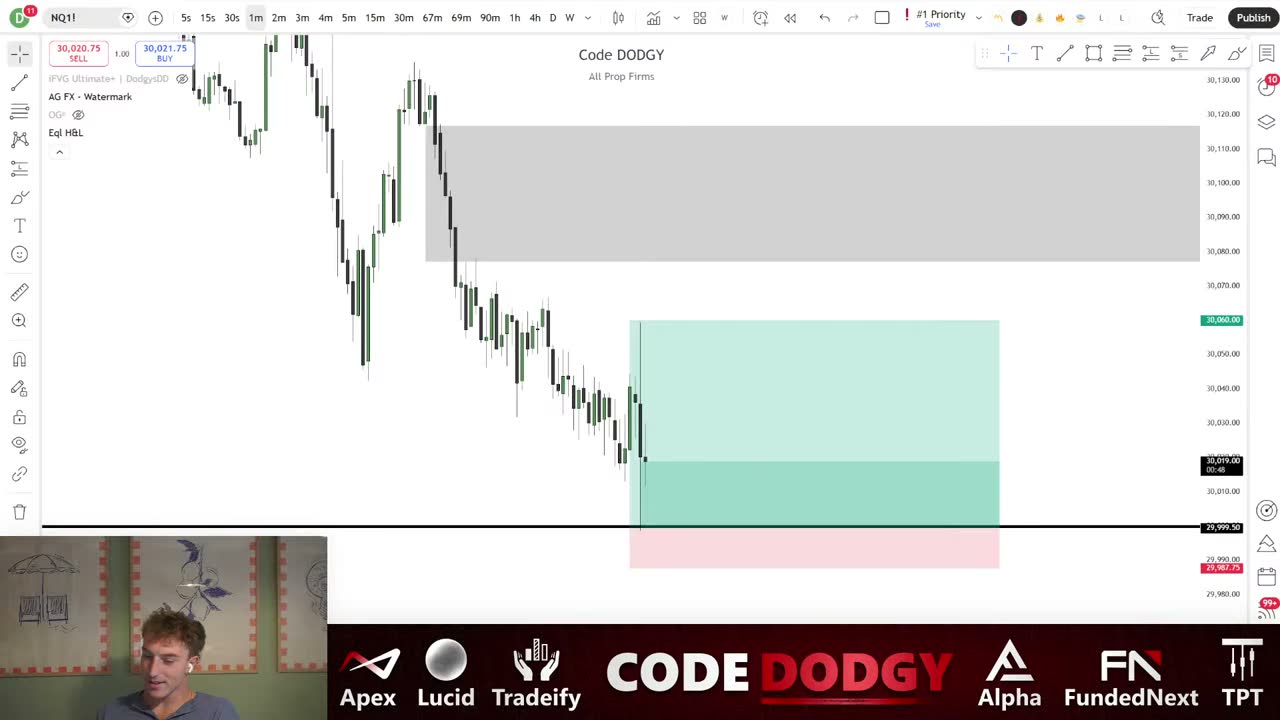 D 11 NQ1! 5s 15s 30s 1m 2m 3m 4m 5m 15m 30m 67m 69m 90m 1h 4h D W #1 Priority Save L L Trade Publish
30,020.75 SELL 1.00 30,021.75 BUY
iFVG Ultimate+ | DodgysDD
AG FX - Watermark
Eql H&L
Code DODGY
All Prop Firms
30,130.00
30,120.00
30,110.00
30,100.00
30,090.00
30,080.00
30,070.00
30,060.00
30,050.00
30,040.00
30,030.00
30,019.00
00:48
30,010.00
29,999.50
29,990.00
29,987.75
29,980.00
10
99+
Apex Lucid Tradeify CODE DODGY Alpha FundedNext TPT